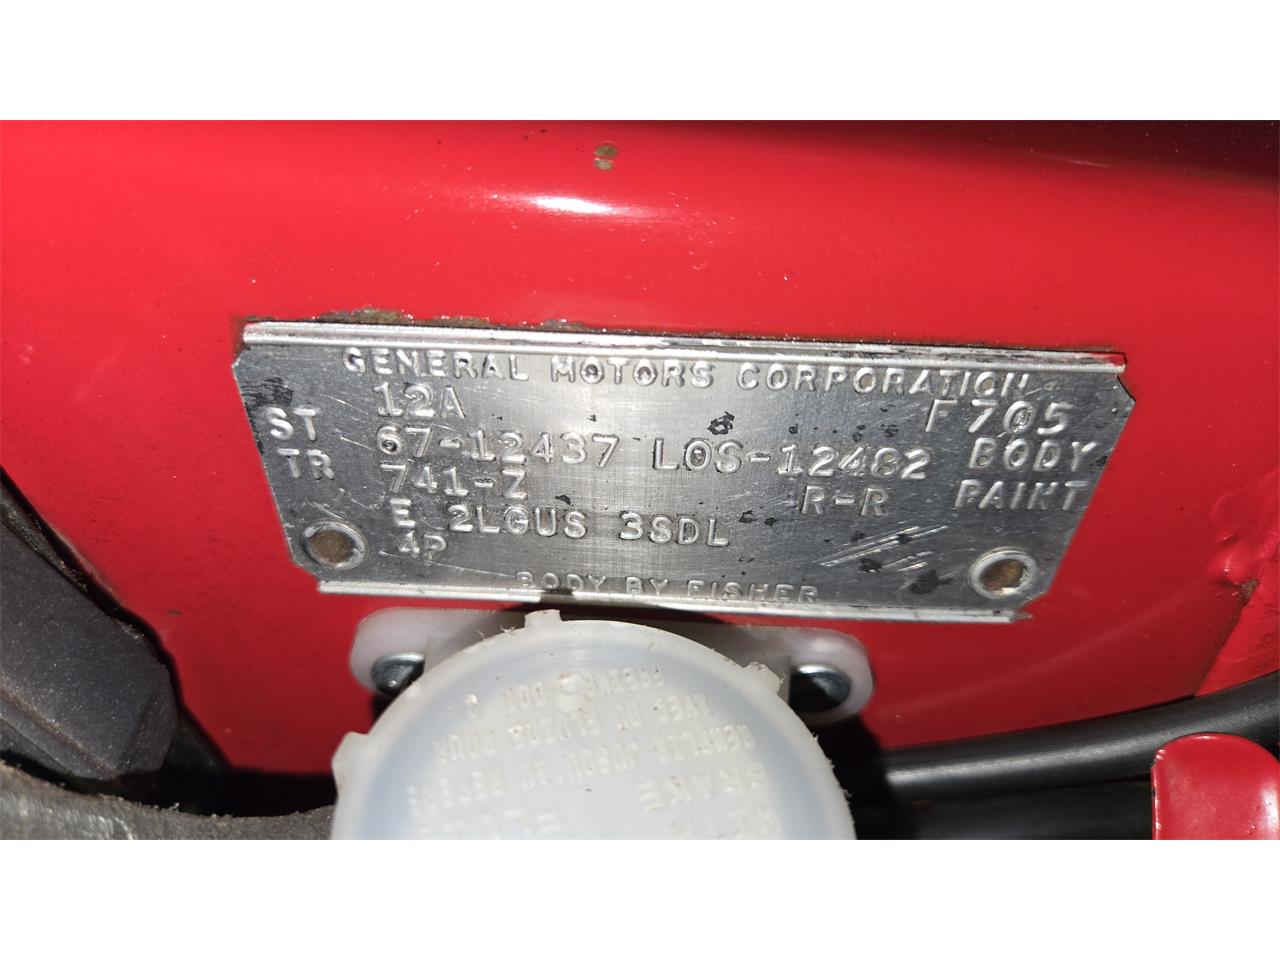 GENERAL MOTORS CORPORATION
12A F705
ST 67-12437 LOS-12482 BODY
TR 741-Z R-R PAINT
E 2LGUS 3SDL
4P
BODY BY FISHER
BRAKE